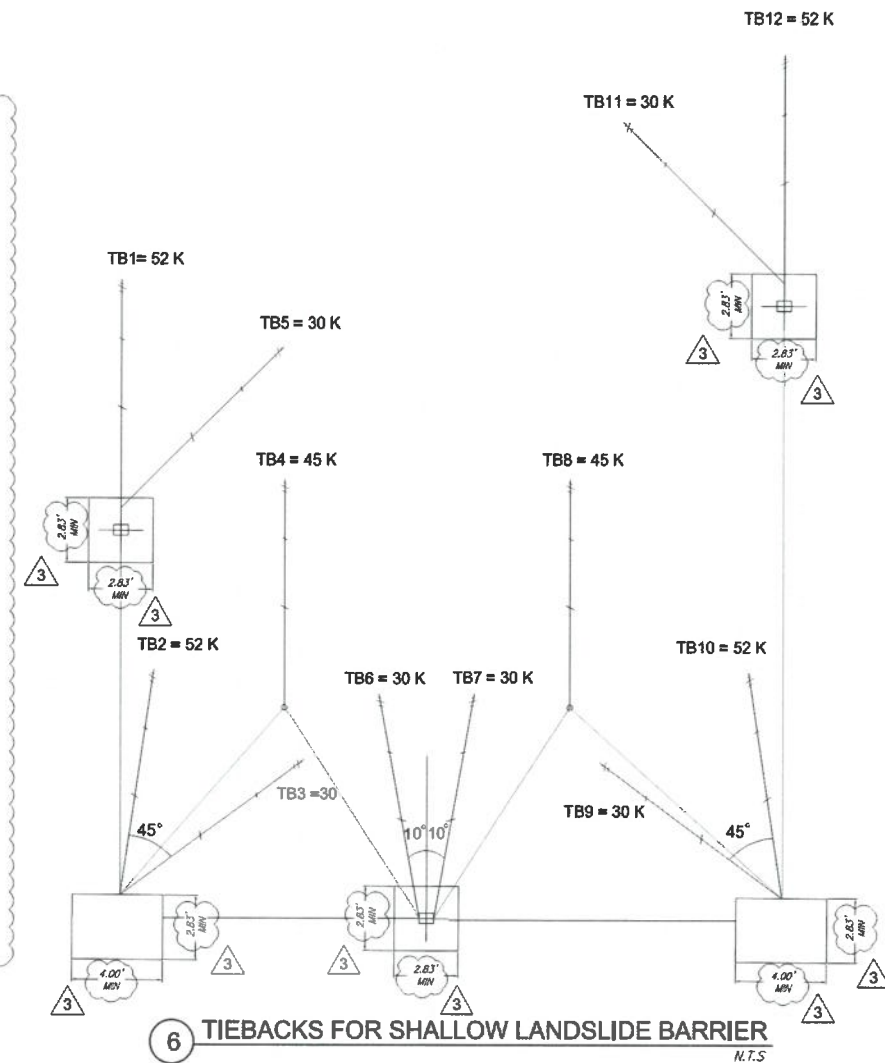 TB12 = 52 K
TB11 = 30 K
TB1= 52 K
TB5 = 30 K
2.83'
MIN
3
2.83'
MIN
3
TB4 = 45 K
TB8 = 45 K
2.83'
MIN
3
2.83'
MIN
3
TB2 = 52 K
TB6 = 30 K
TB7 = 30 K
TB10 = 52 K
TB3 =30
TB9 = 30 K
45°
10° 10°
45°
2.83'
MIN
3
4.00'
MIN
3
2.83'
MIN
3
2.83'
MIN
3
2.83'
MIN
3
4.00'
MIN
3
6 TIEBACKS FOR SHALLOW LANDSLIDE BARRIER
N.T.S